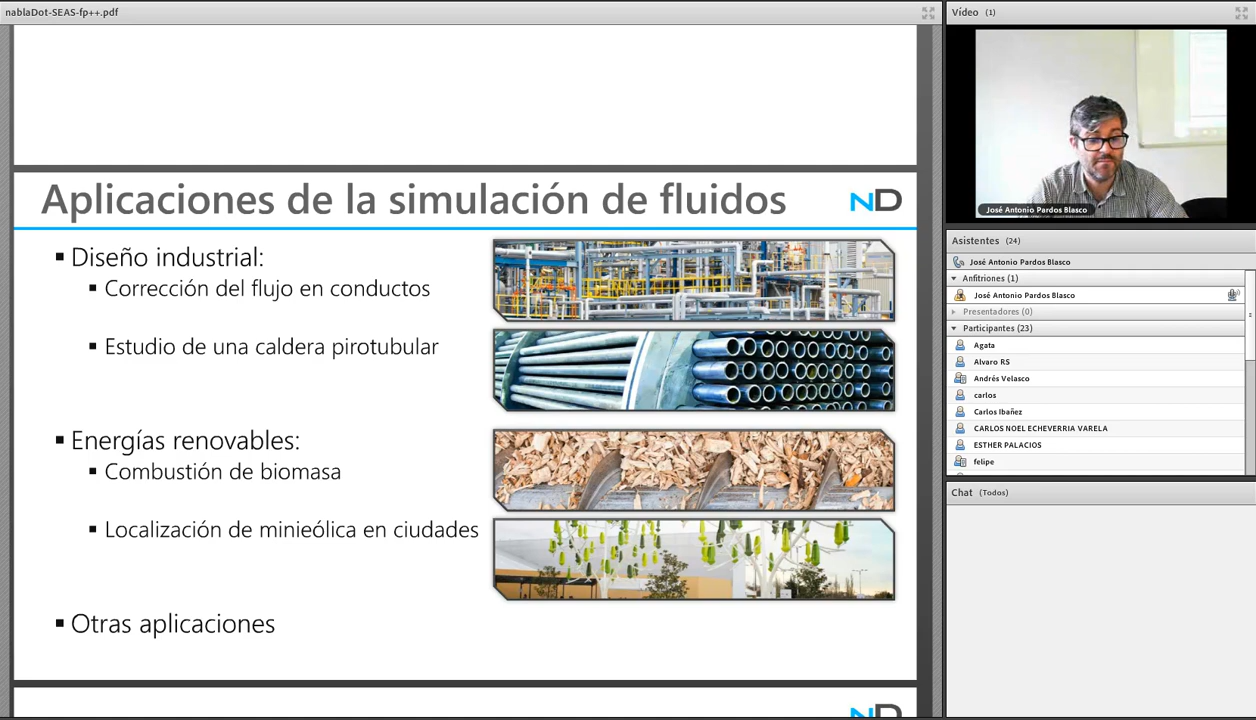 nablaDot-SEAS-fp++.pdf
Aplicaciones de la simulación de fluidos
ND
Diseño industrial:
Corrección del flujo en conductos
Estudio de una caldera pirotubular
Energías renovables:
Combustión de biomasa
Localización de minieólica en ciudades
Otras aplicaciones
ND
Vídeo (1)
José Antonio Pardos Blasco
Asistentes (24)
José Antonio Pardos Blasco
Anfitriones (1)
José Antonio Pardos Blasco
Presentadores (0)
Participantes (23)
Agata
Alvaro RS
Andrés Velasco
carlos
Carlos Ibañez
CARLOS NOEL ECHEVERRIA VARELA
ESTHER PALACIOS
felipe
Chat (Todos)